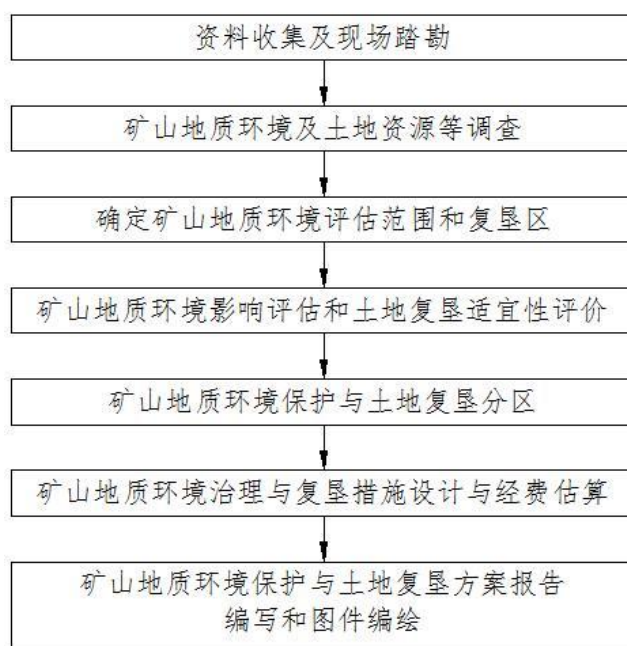 资料收集及现场踏勘
矿山地质环境及土地资源等调查
确定矿山地质环境评估范围和复垦区
矿山地质环境影响评估和土地复垦适宜性评价
矿山地质环境保护与土地复垦分区
矿山地质环境治理与复垦措施设计与经费估算
矿山地质环境保护与土地复垦方案报告
编写和图件编绘